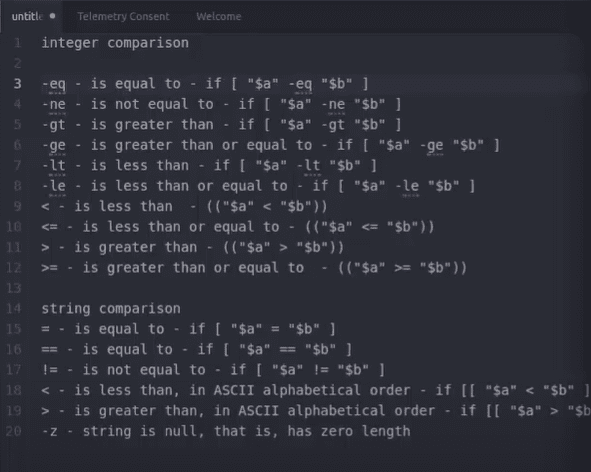 untitle Telemetry Consent Welcome
1 integer comparison
2
3 -eq - is equal to - if [ "$a" -eq "$b" ]
4 -ne - is not equal to - if [ "$a" -ne "$b" ]
5 -gt - is greater than - if [ "$a" -gt "$b" ]
6 -ge - is greater than or equal to - if [ "$a" -ge "$b" ]
7 -lt - is less than - if [ "$a" -lt "$b" ]
8 -le - is less than or equal to - if [ "$a" -le "$b" ]
9 < - is less than  - (("$a" < "$b"))
10 <= - is less than or equal to - (("$a" <= "$b"))
11 > - is greater than - (("$a" > "$b"))
12 >= - is greater than or equal to  - (("$a" >= "$b"))
13
14 string comparison
15 = - is equal to - if [ "$a" = "$b" ]
16 == - is equal to - if [ "$a" == "$b" ]
17 != - is not equal to - if [ "$a" != "$b" ]
18 < - is less than, in ASCII alphabetical order - if [[ "$a" < "$b" ]
19 > - is greater than, in ASCII alphabetical order - if [[ "$a" > "$b
20 -z - string is null, that is, has zero length